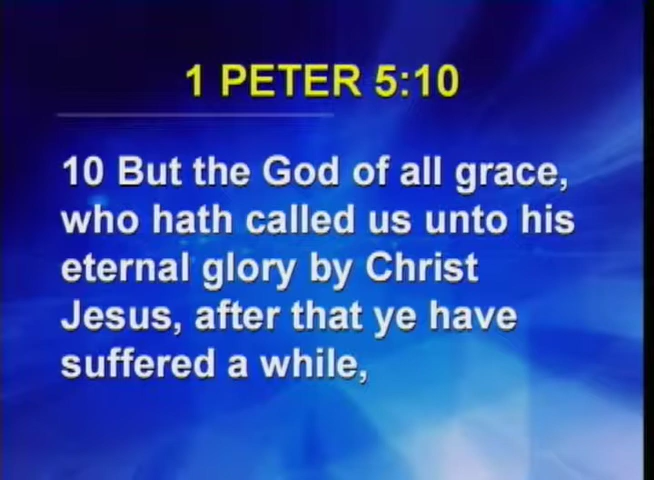 1 PETER 5:10
10 But the God of all grace,
who hath called us unto his
eternal glory by Christ
Jesus, after that ye have
suffered a while,